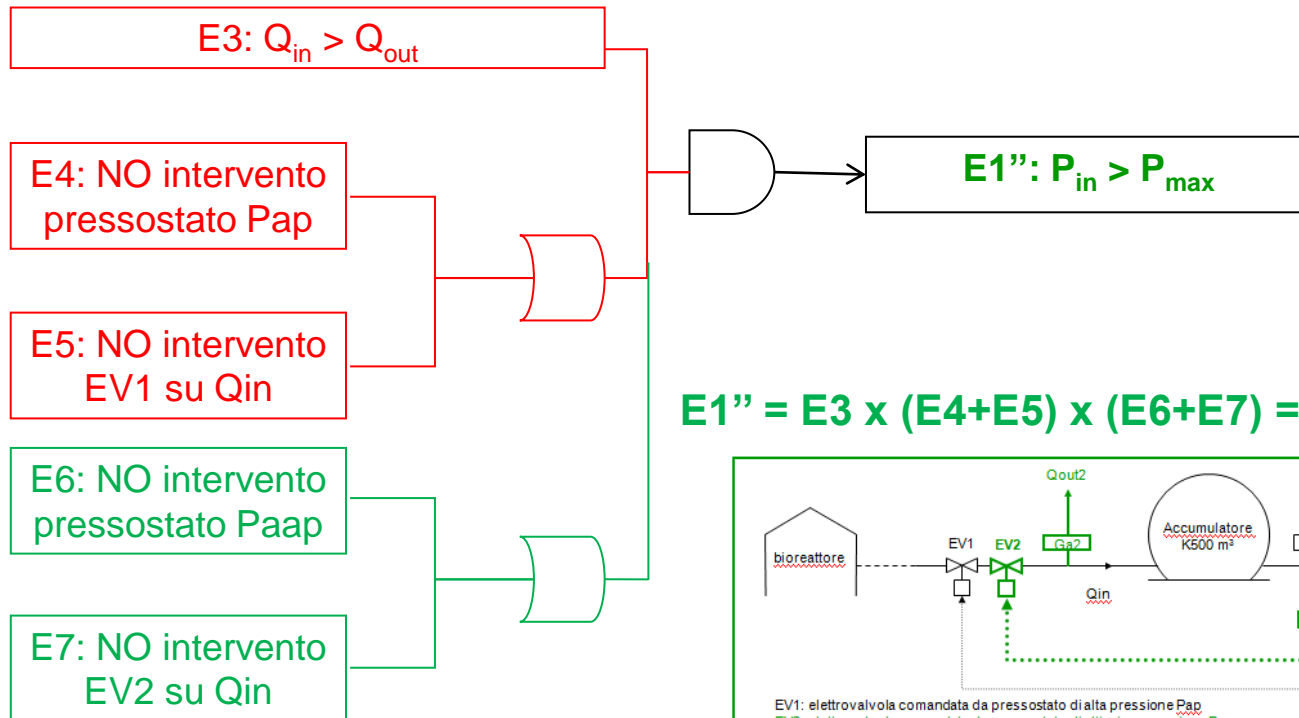 E3: Qin > Qout
E4: NO intervento
pressostato Pap
E5: NO intervento
EV1 su Qin
E6: NO intervento
pressostato Paap
E7: NO intervento
EV2 su Qin
E1”: Pin > Pmax
E1” = E3 x (E4+E5) x (E6+E7) =
Qout2
bioreattore
EV1
EV2
Ga2
Accumulatore
K500 m³
Qin
EV1: elettrovalvola comandata da pressostato di alta pressione Pap